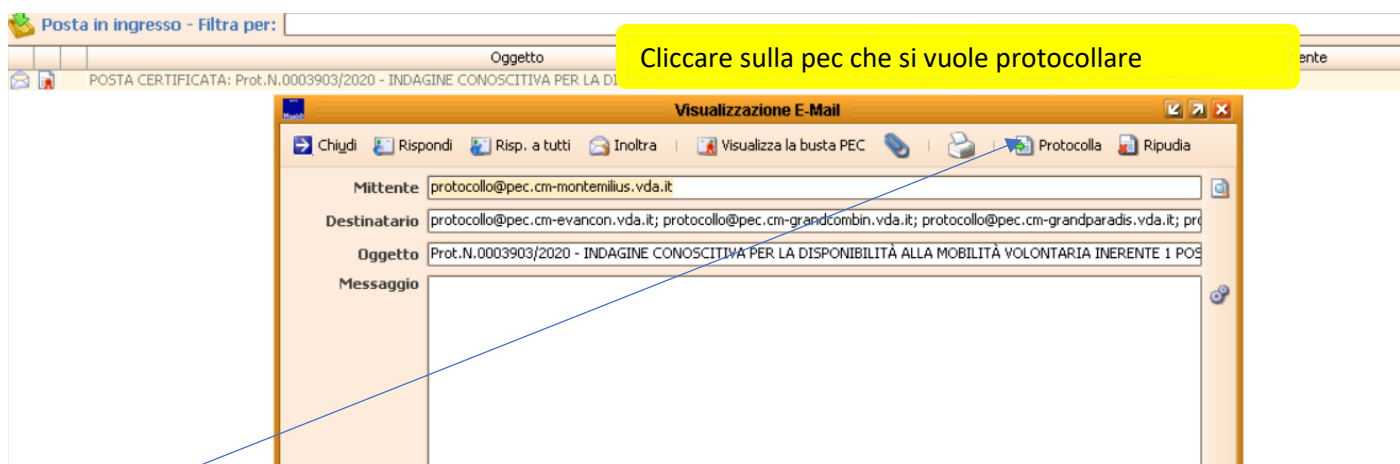 Posta in ingresso - Filtra per:
Cliccare sulla pec che si vuole protocollare
Oggetto
POSTA CERTIFICATA: Prot.N.0003903/2020 - INDAGINE CONOSCITIVA PER LA
Visualizzazione E-Mail
Chiudi Rispondi Risp. a tutti Inoltra Visualizza la busta PEC Protocolla Ripudia
Mittente protocollo@pec.cm-montemilius.vda.it
Destinatario protocollo@pec.cm-evancon.vda.it; protocollo@pec.cm-grandcombin.vda.it; protocollo@pec.cm-grandparadis.vda.it;
Oggetto Prot.N.0003903/2020 - INDAGINE CONOSCITIVA PER LA DISPONIBILITÀ ALLA MOBILITÀ VOLONTARIA INERENTE 1 POS
Messaggio